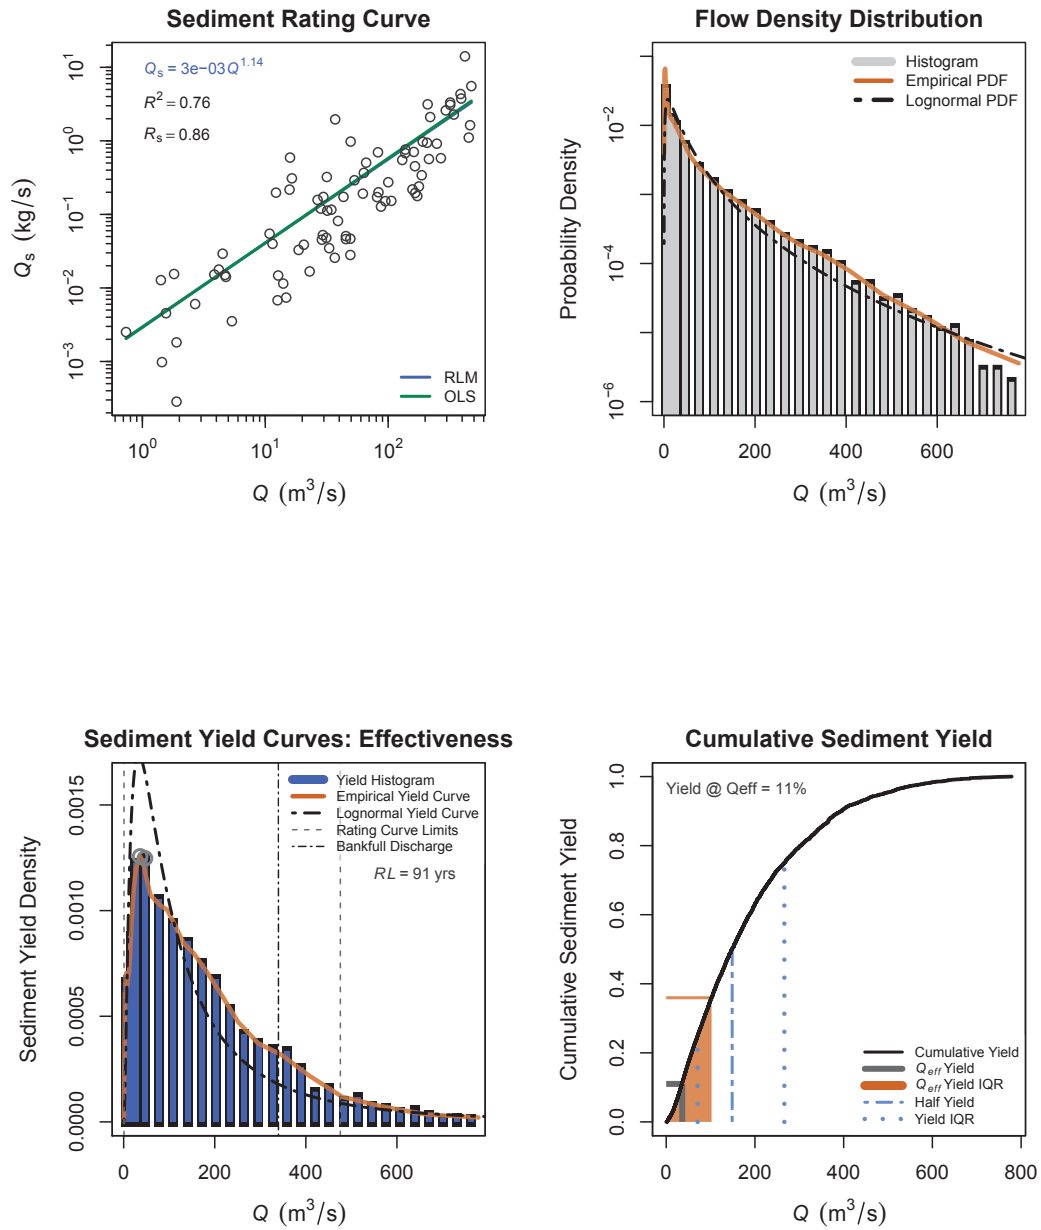 Sediment Rating Curve
Qs = 3e−03Q^1.14
R² = 0.76
Rs = 0.86
RLM
OLS
10^1
10^0
10^−1
10^−2
10^−3
Qs (kg/s)
10^0 10^1 10^2
Q (m³/s)
Flow Density Distribution
Histogram
Empirical PDF
Lognormal PDF
10^−2
10^−4
10^−6
Probability Density
0 200 400 600
Q (m³/s)
Sediment Yield Curves: Effectiveness
Yield Histogram
Empirical Yield Curve
Lognormal Yield Curve
Rating Curve Limits
Bankfull Discharge
RL = 91 yrs
0.0015
0.0010
0.0005
0.0000
Sediment Yield Density
0 200 400 600
Q (m³/s)
Cumulative Sediment Yield
Yield @ Qeff = 11%
Cumulative Yield
Qeff Yield
Qeff Yield IQR
Half Yield
Yield IQR
1.0
0.8
0.6
0.4
0.2
0.0
Cumulative Sediment Yield
0 200 400 600 800
Q (m³/s)